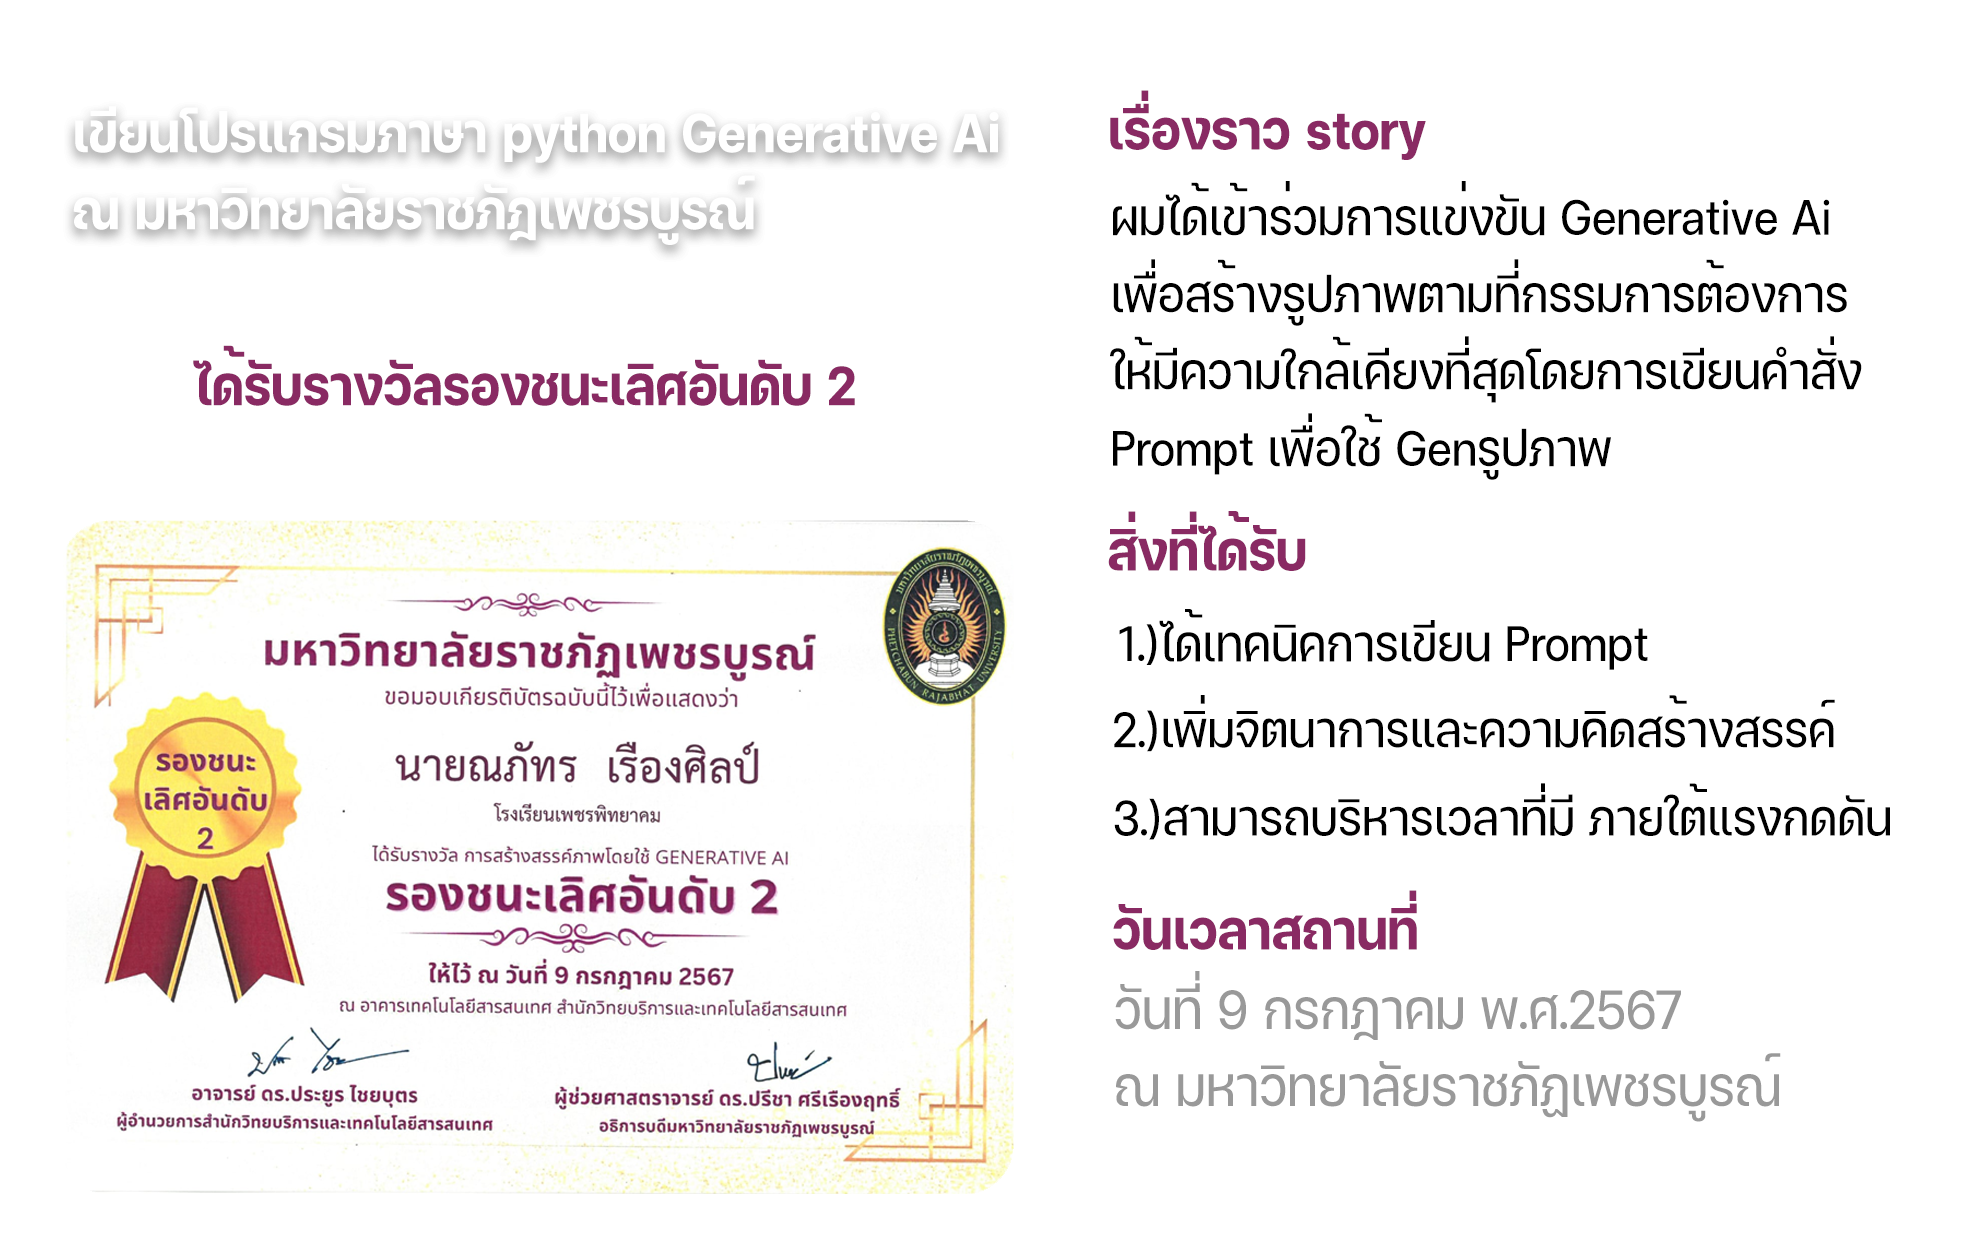 เขียนโปรแกรมภาษา python Generative Ai
ณ มหาวิทยาลัยราชภัฎเพชรบูรณ์
ได้รับรางวัลรองชนะเลิศอันดับ 2
มหาวิทยาลัยราชภัฏเพชรบูรณ์
ขอมอบเกียรติบัตรฉบับนี้ไว้เพื่อแสดงว่า
นายณภัทร เรืองศิลป์
โรงเรียนเพชรพิทยาคม
ได้รับรางวัล การสร้างสรรค์ภาพโดยใช้ GENERATIVE AI
รองชนะเลิศอันดับ 2
ให้ไว้ ณ วันที่ 9 กรกฎาคม 2567
ณ อาคารเทคโนโลยีสารสนเทศ สำนักวิทยบริการและเทคโนโลยีสารสนเทศ
รองชนะ
เลิศอันดับ
2
มหาวิทยาลัยราชภัฏเพชรบูรณ์
PHETCHABUN RAJABHAT UNIVERSITY
อาจารย์ ดร.ประยูร ไชยบุตร
ผู้อำนวยการสำนักวิทยบริการและเทคโนโลยีสารสนเทศ
ผู้ช่วยศาสตราจารย์ ดร.ปรีชา ศรีเรืองฤทธิ์
อธิการบดีมหาวิทยาลัยราชภัฏเพชรบูรณ์
เรื่องราว story
ผมได้เข้าร่วมการแข่งขัน Generative Ai
เพื่อสร้างรูปภาพตามที่กรรมการต้องการ
ให้มีความใกล้เคียงที่สุดโดยการเขียนคำสั่ง
Prompt เพื่อใช้ Genรูปภาพ
สิ่งที่ได้รับ
1.)ได้เทคนิคการเขียน Prompt
2.)เพิ่มจิตนาการและความคิดสร้างสรรค์
3.)สามารถบริหารเวลาที่มี ภายใต้แรงกดดัน
วันเวลาสถานที่
วันที่ 9 กรกฎาคม พ.ศ.2567
ณ มหาวิทยาลัยราชภัฏเพชรบูรณ์